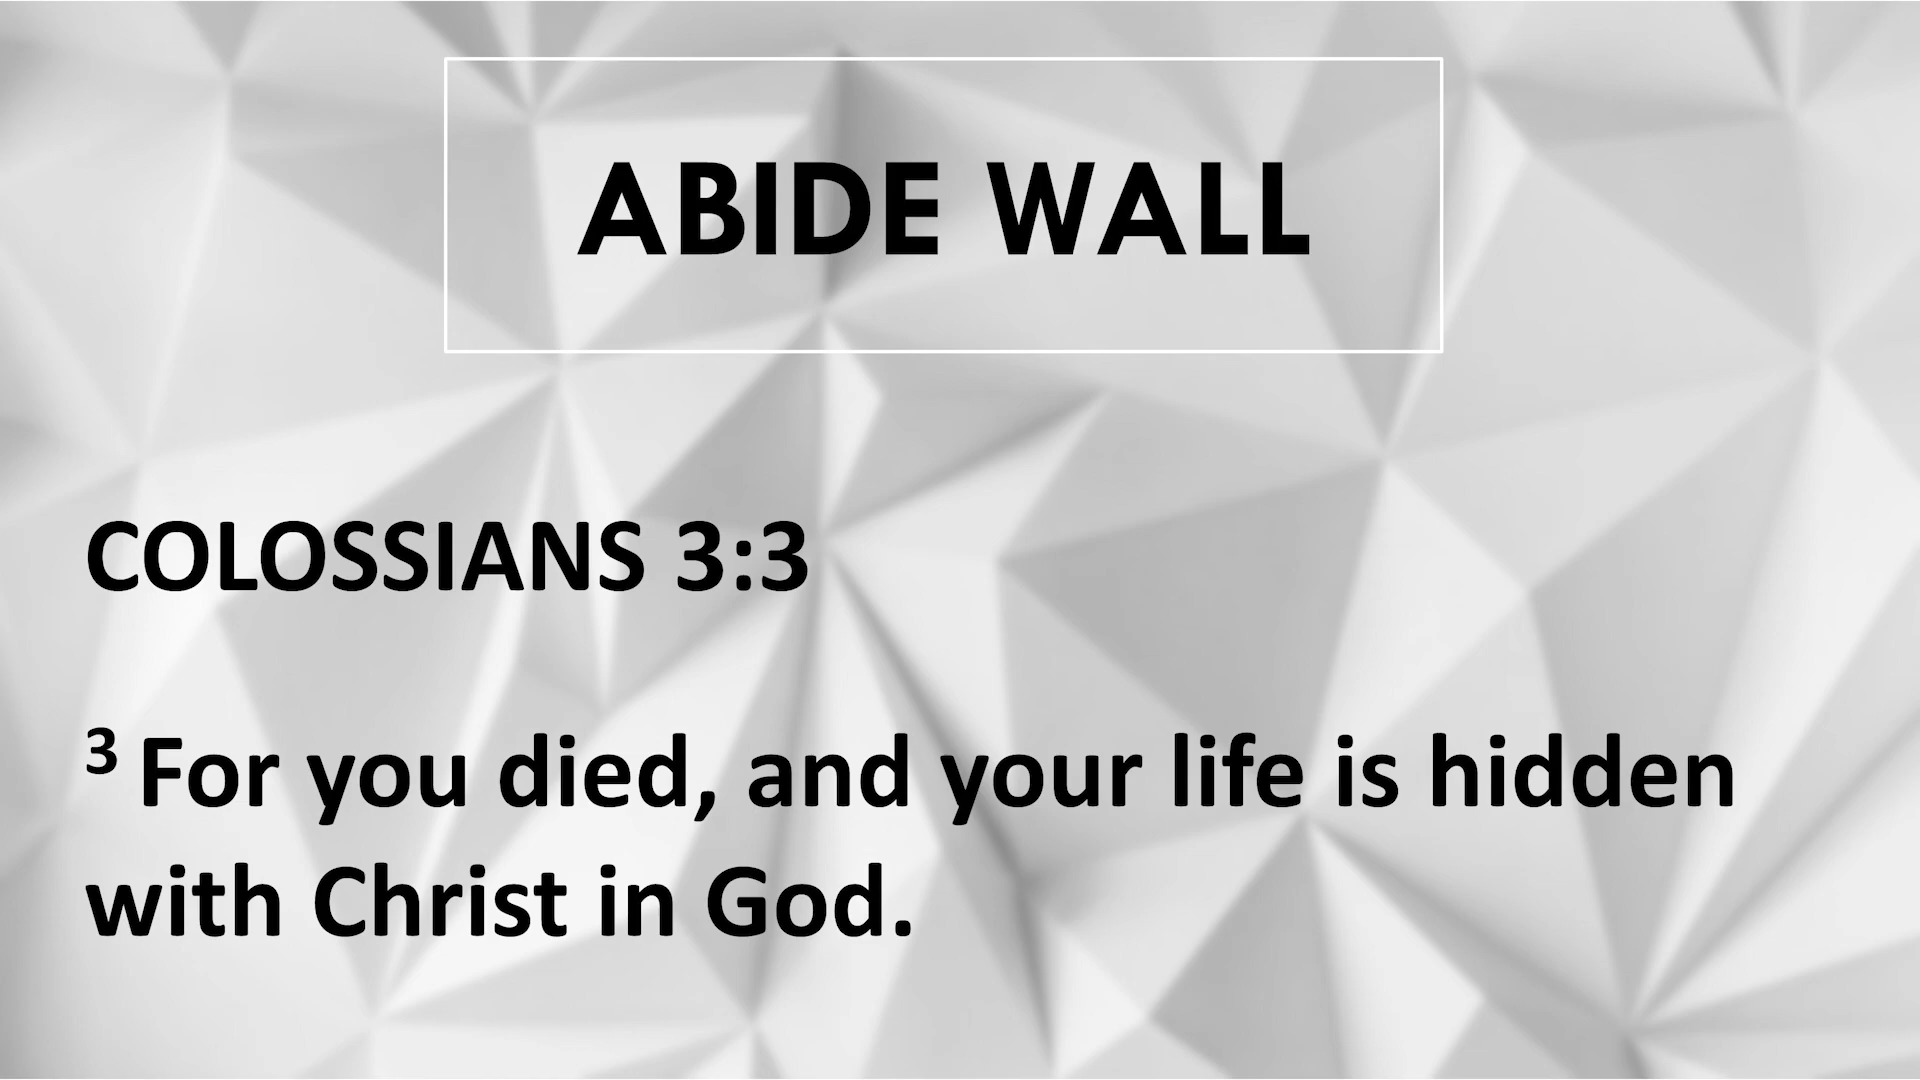 ABIDE WALL
COLOSSIANS 3:3
3 For you died, and your life is hidden
with Christ in God.